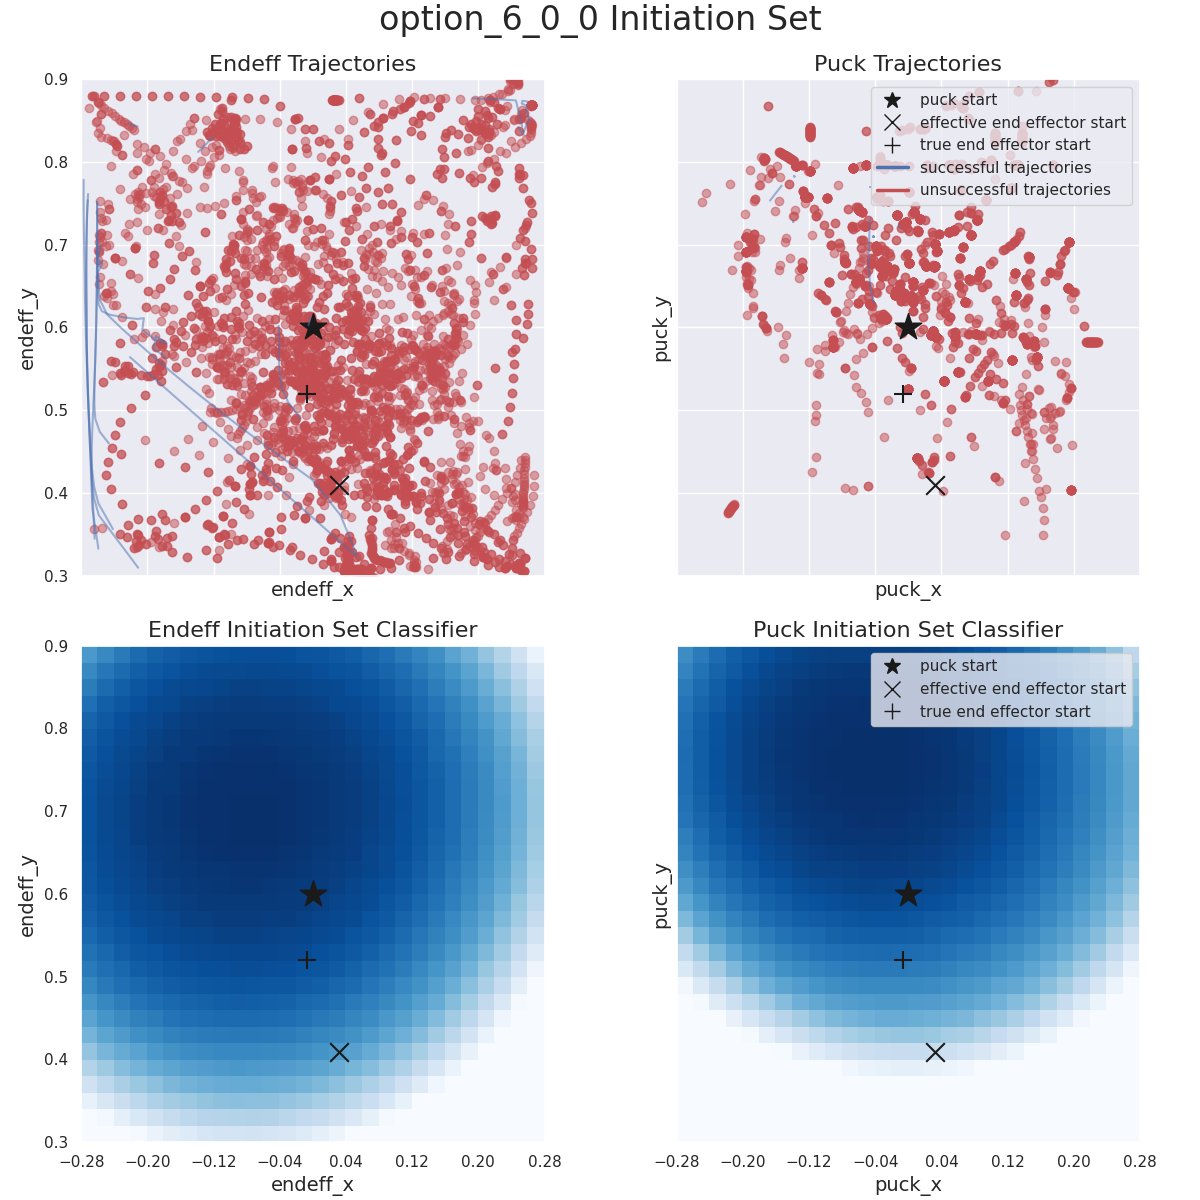 option_6_0_0 Initiation Set
Endeff Trajectories
Puck Trajectories
0.9
0.8
0.7
0.6
0.5
0.4
0.3
endeff_y
endeff_x
puck_y
puck_x
puck start
effective end effector start
true end effector start
successful trajectories
unsuccessful trajectories
Endeff Initiation Set Classifier
Puck Initiation Set Classifier
0.9
0.8
0.7
0.6
0.5
0.4
0.3
endeff_y
−0.28 −0.20 −0.12 −0.04 0.04 0.12 0.20 0.28
endeff_x
puck_y
puck start
effective end effector start
true end effector start
−0.28 −0.20 −0.12 −0.04 0.04 0.12 0.20 0.28
puck_x